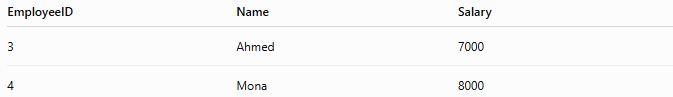 EmployeeID Name Salary
3 Ahmed 7000
4 Mona 8000